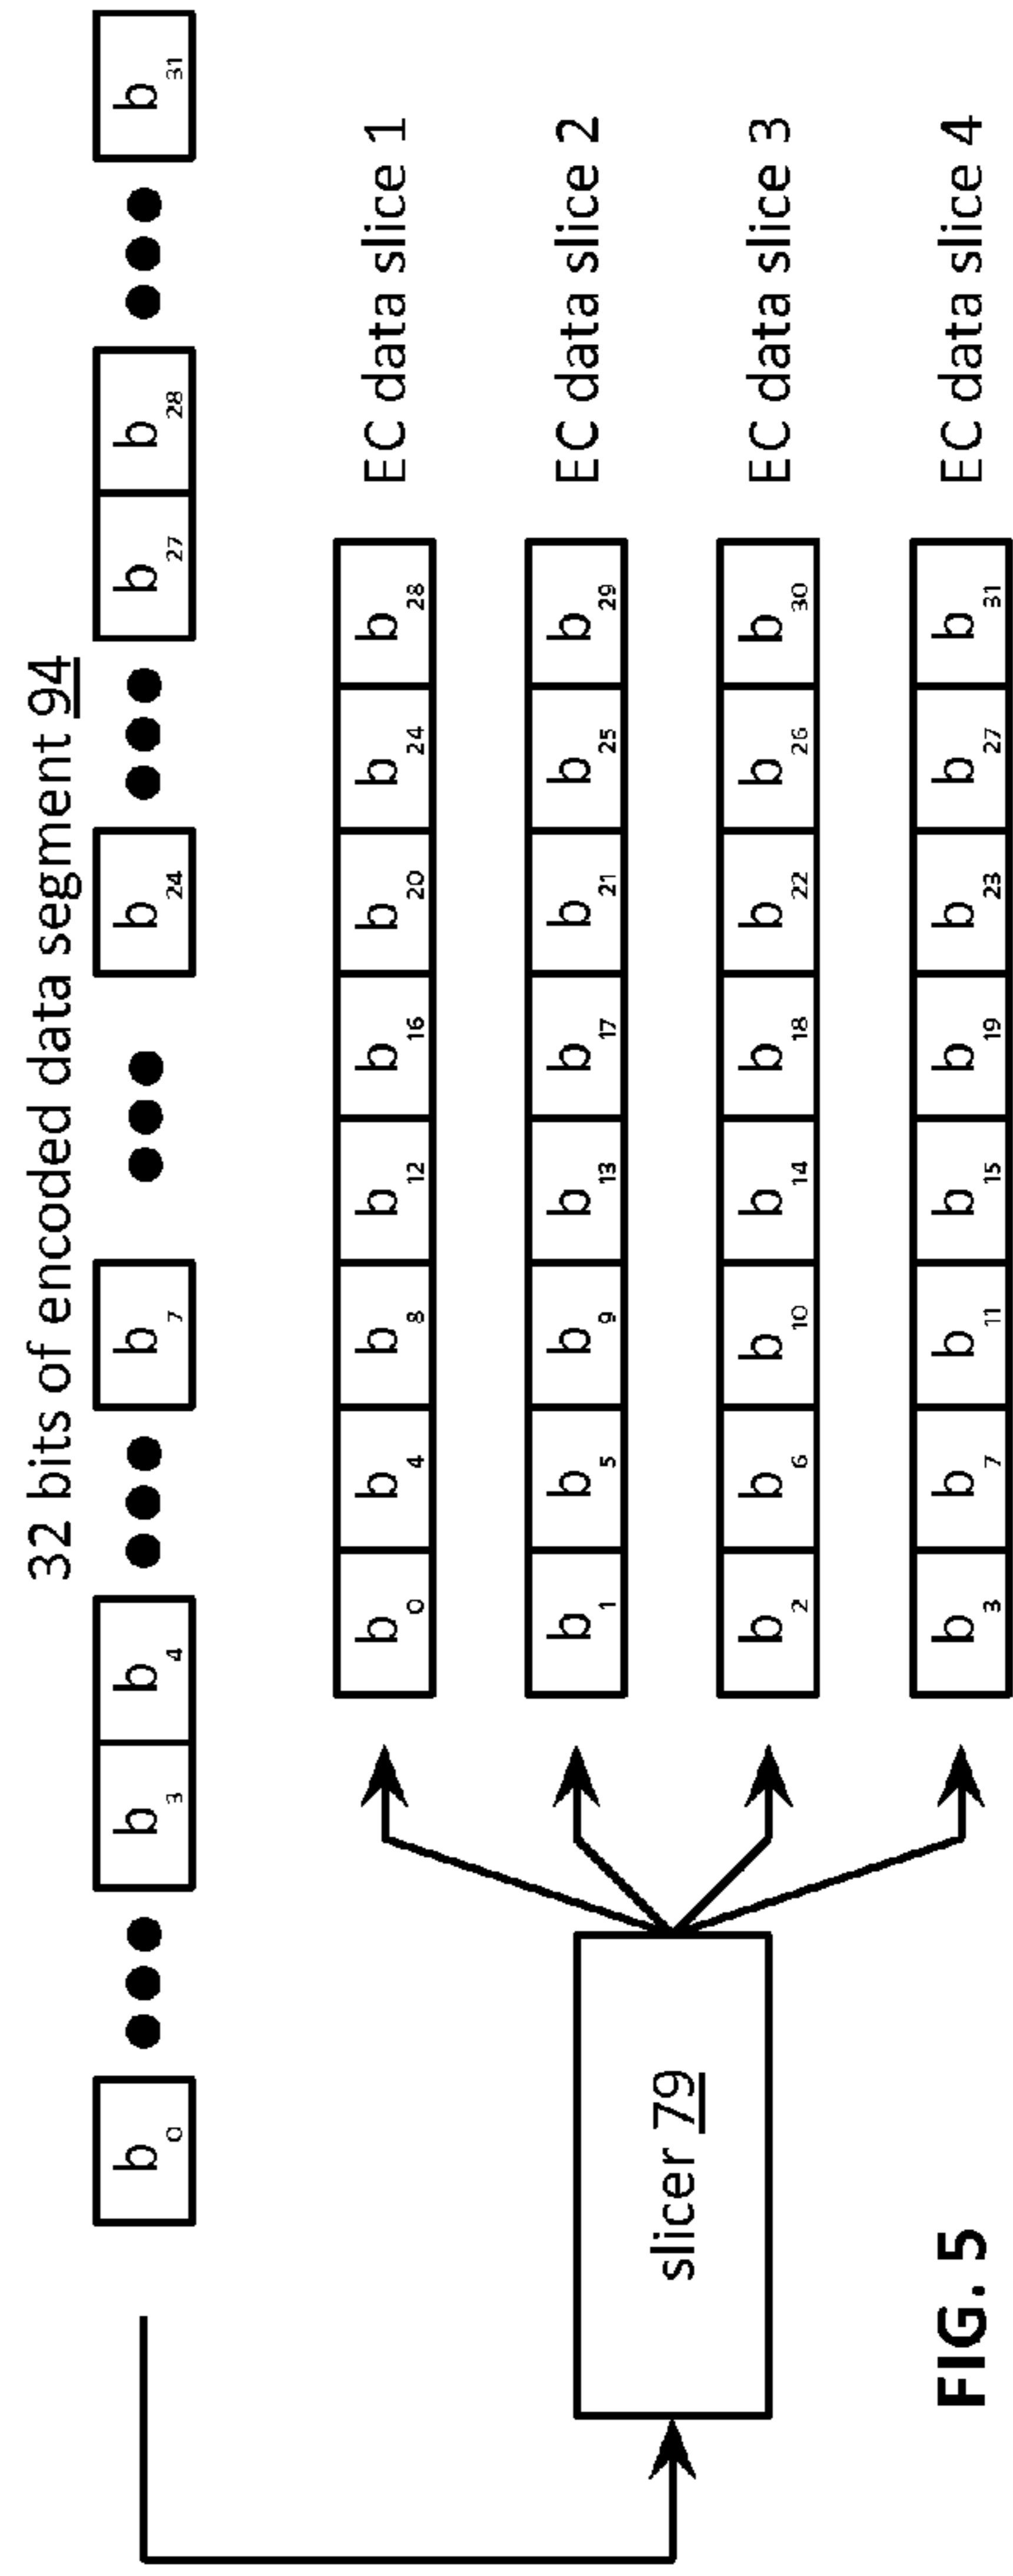 32 bits of encoded data segment 94
b0 ●●● b3 b4 ●●● b7 ●●● b24 ●●● b27 b28 ●●● b31
b0 b4 b8 b12 b16 b20 b24 b28 EC data slice 1
b1 b5 b9 b13 b17 b21 b25 b29 EC data slice 2
slicer 79
b2 b6 b10 b14 b18 b22 b26 b30 EC data slice 3
b3 b7 b11 b15 b19 b23 b27 b31 EC data slice 4
FIG. 5